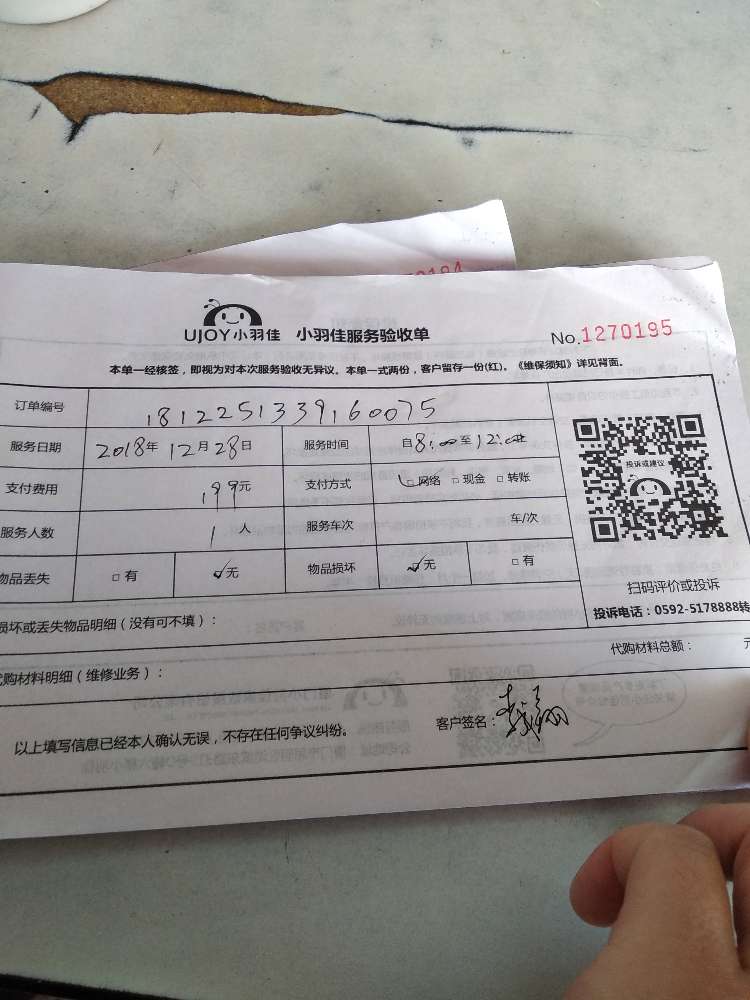 UJOY小羽佳 小羽佳服务验收单 No.1270195
本单一经核签，即视为对本次服务验收无异议。本单一式两份，客户留存一份(红)。《维保须知》详见背面。
订单编号 1812251339160075
服务日期 2018年12月28日 服务时间 自8:00至12:00止
支付费用 199元 支付方式 ☑网络 □现金 □转账
服务人数 1人 服务车次 车/次
物品丢失 □有 ☑无 物品损坏 ☑无 □有
投诉或建议
扫码评价或投诉
投诉电话：0592-5178888转
损坏或丢失物品明细（没有可不填）：
代购材料明细（维修业务）： 代购材料总额： 元
以上填写信息已经本人确认无误，不存在任何争议纠纷。 客户签名：